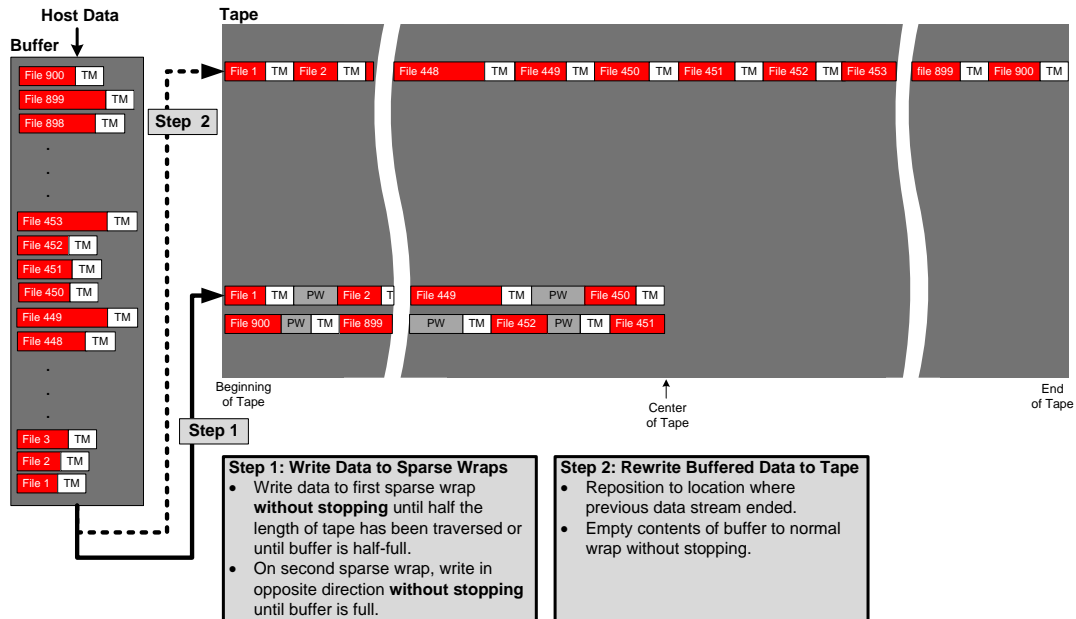 Host Data
Buffer
File 900 TM
File 899 TM
File 898 TM
.
.
.
File 453 TM
File 452 TM
File 451 TM
File 450 TM
File 449 TM
File 448 TM
.
.
.
File 3 TM
File 2 TM
File 1 TM
Step 2
Step 1
Tape
File 1 TM File 2 TM File 448 TM File 449 TM File 450 TM File 451 TM File 452 TM File 453 file 899 TM File 900 TM
File 1 TM PW File 2 T File 449 TM PW File 450 TM
File 900 PW TM File 899 PW TM File 452 PW TM File 451
Beginning
of Tape
Center
of Tape
End
of Tape
Step 1: Write Data to Sparse Wraps
• Write data to first sparse wrap
without stopping until half the
length of tape has been traversed or
until buffer is half-full.
• On second sparse wrap, write in
opposite direction without stopping
until buffer is full.
Step 2: Rewrite Buffered Data to Tape
• Reposition to location where
previous data stream ended.
• Empty contents of buffer to normal
wrap without stopping.